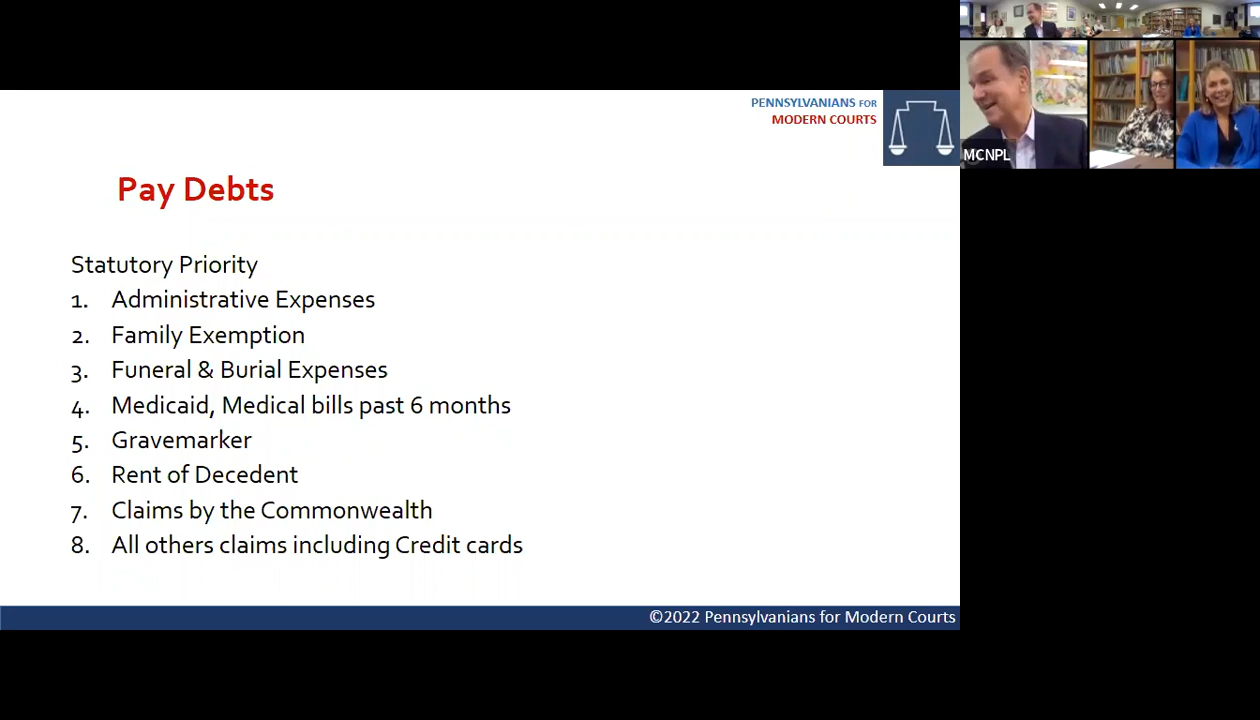 PENNSYLVANIANS FOR
MODERN COURTS
MCNPL
Pay Debts
Statutory Priority
1. Administrative Expenses
2. Family Exemption
3. Funeral & Burial Expenses
4. Medicaid, Medical bills past 6 months
5. Gravemarker
6. Rent of Decedent
7. Claims by the Commonwealth
8. All others claims including Credit cards
©2022 Pennsylvanians for Modern Courts